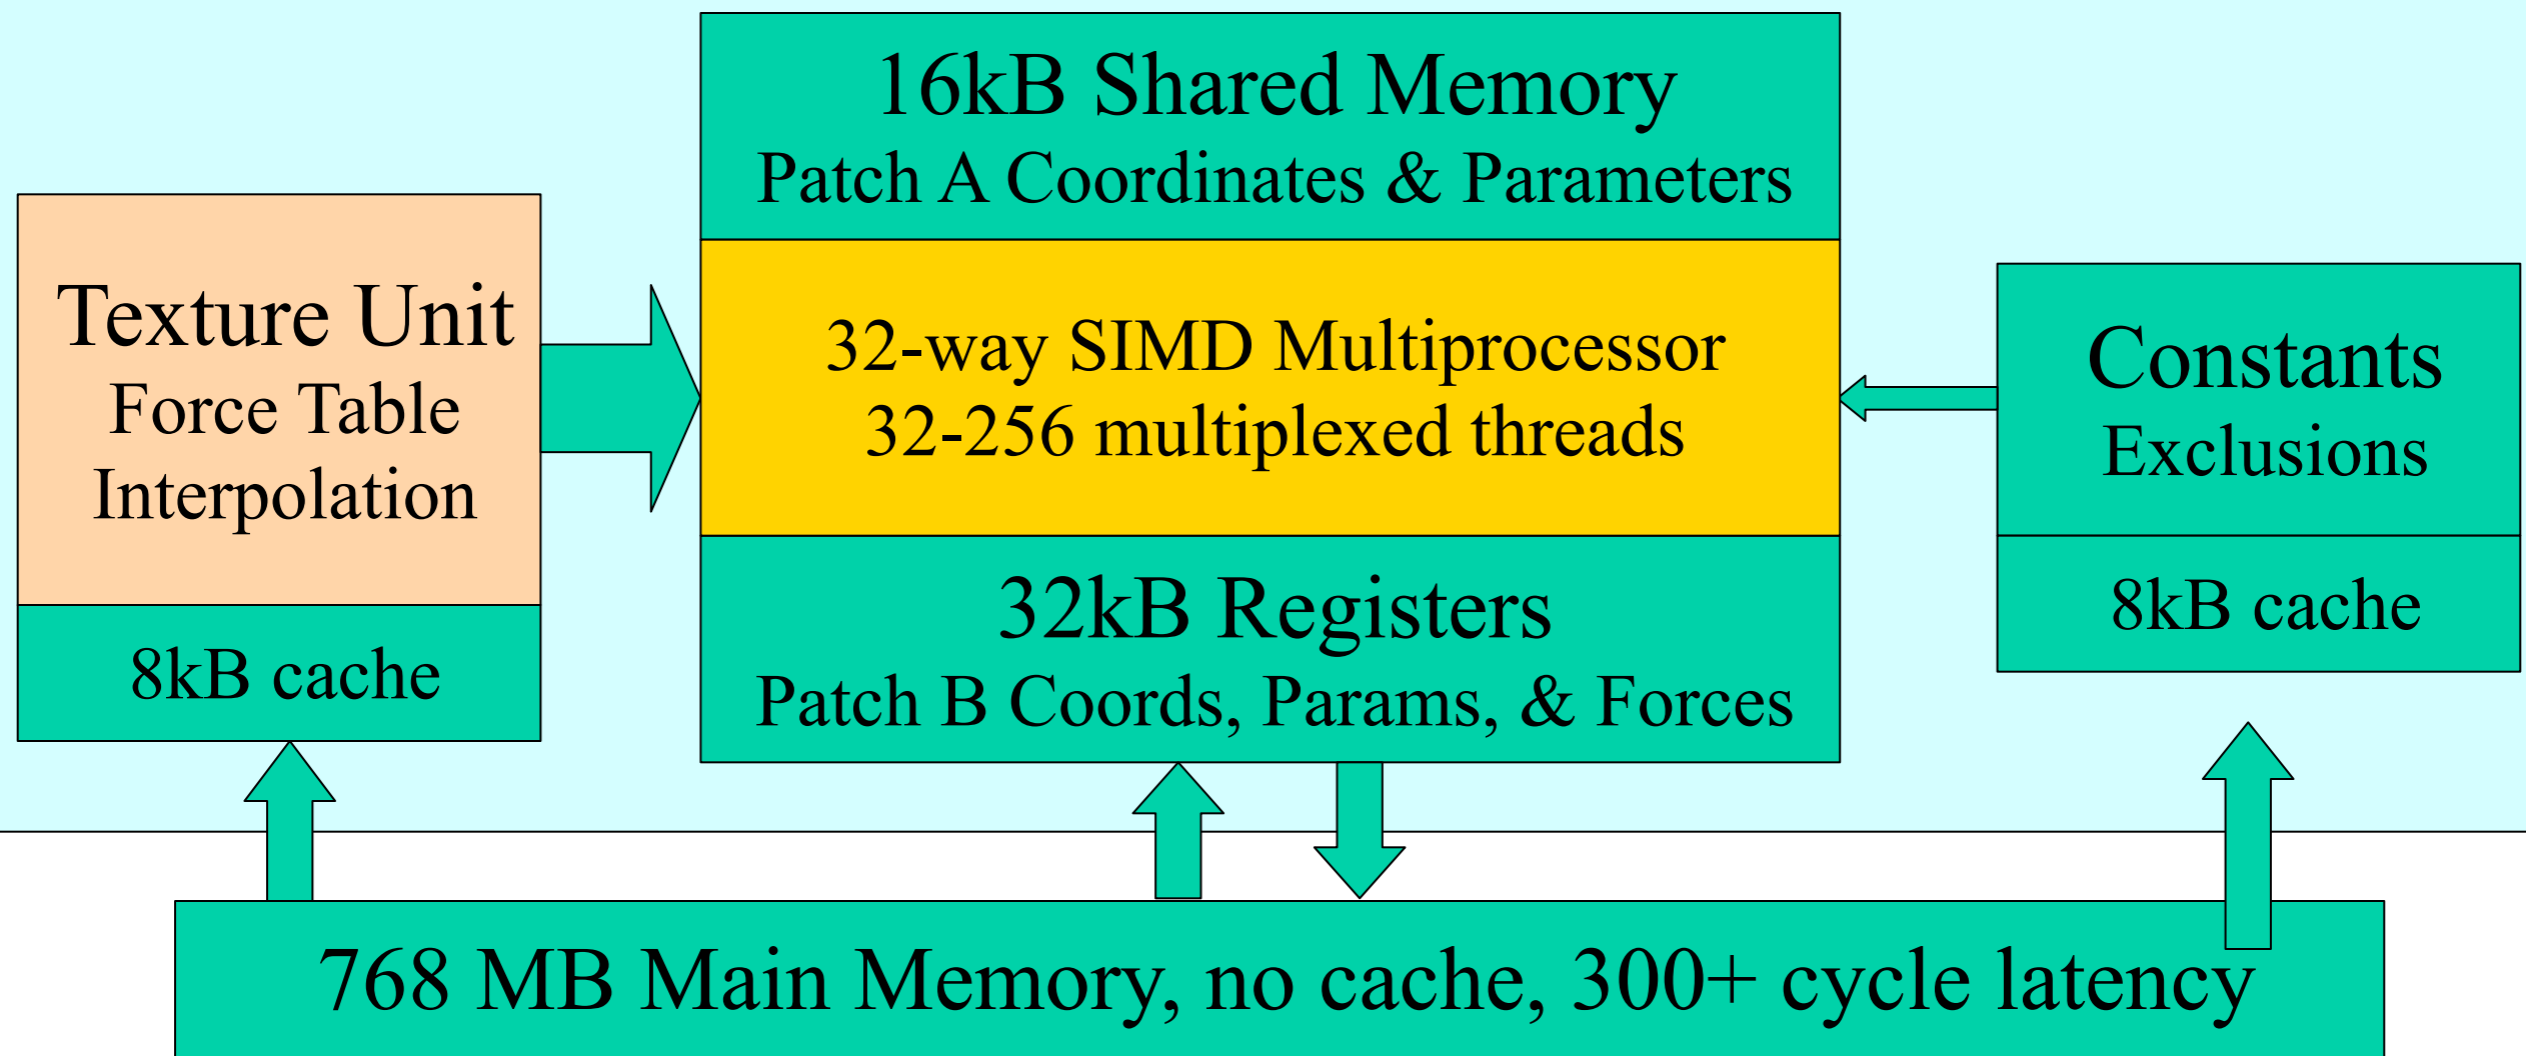 16kB Shared Memory
Patch A Coordinates & Parameters
Texture Unit
Force Table
Interpolation
8kB cache
32-way SIMD Multiprocessor
32-256 multiplexed threads
32kB Registers
Patch B Coords, Params, & Forces
Constants
Exclusions
8kB cache
768 MB Main Memory, no cache, 300+ cycle latency